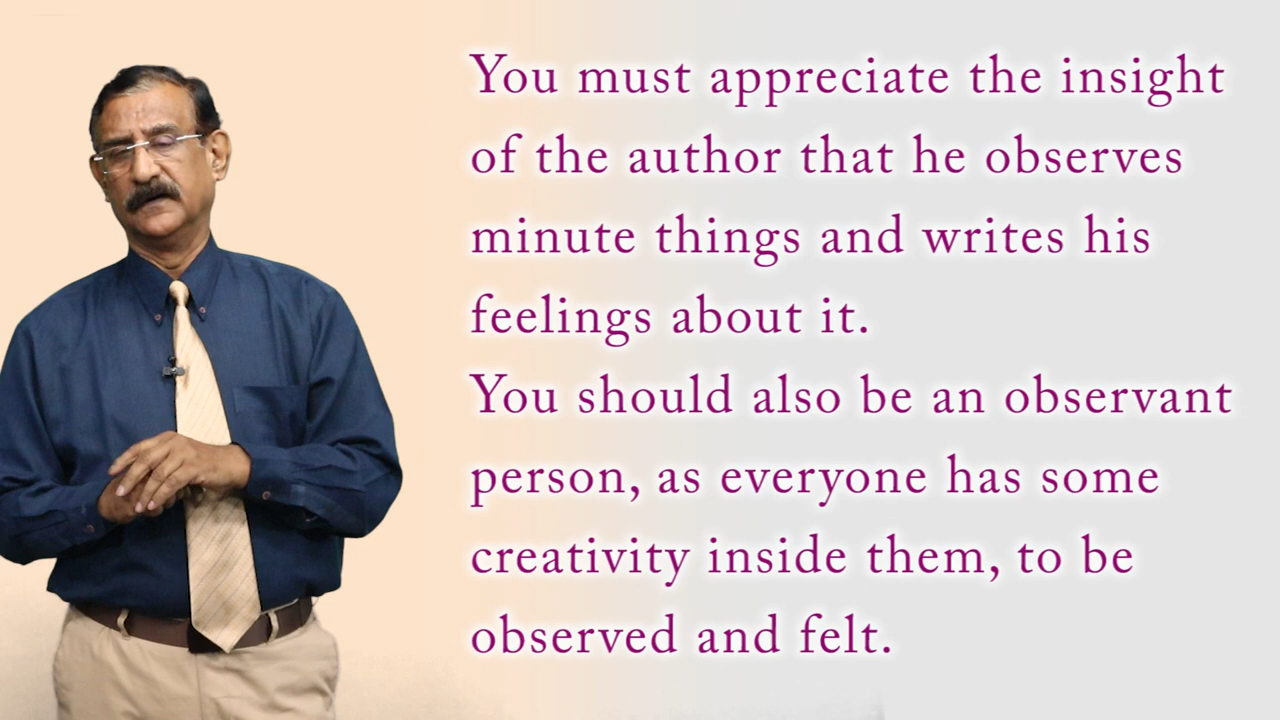 You must appreciate the insight
of the author that he observes
minute things and writes his
feelings about it.
You should also be an observant
person, as everyone has some
creativity inside them, to be
observed and felt.